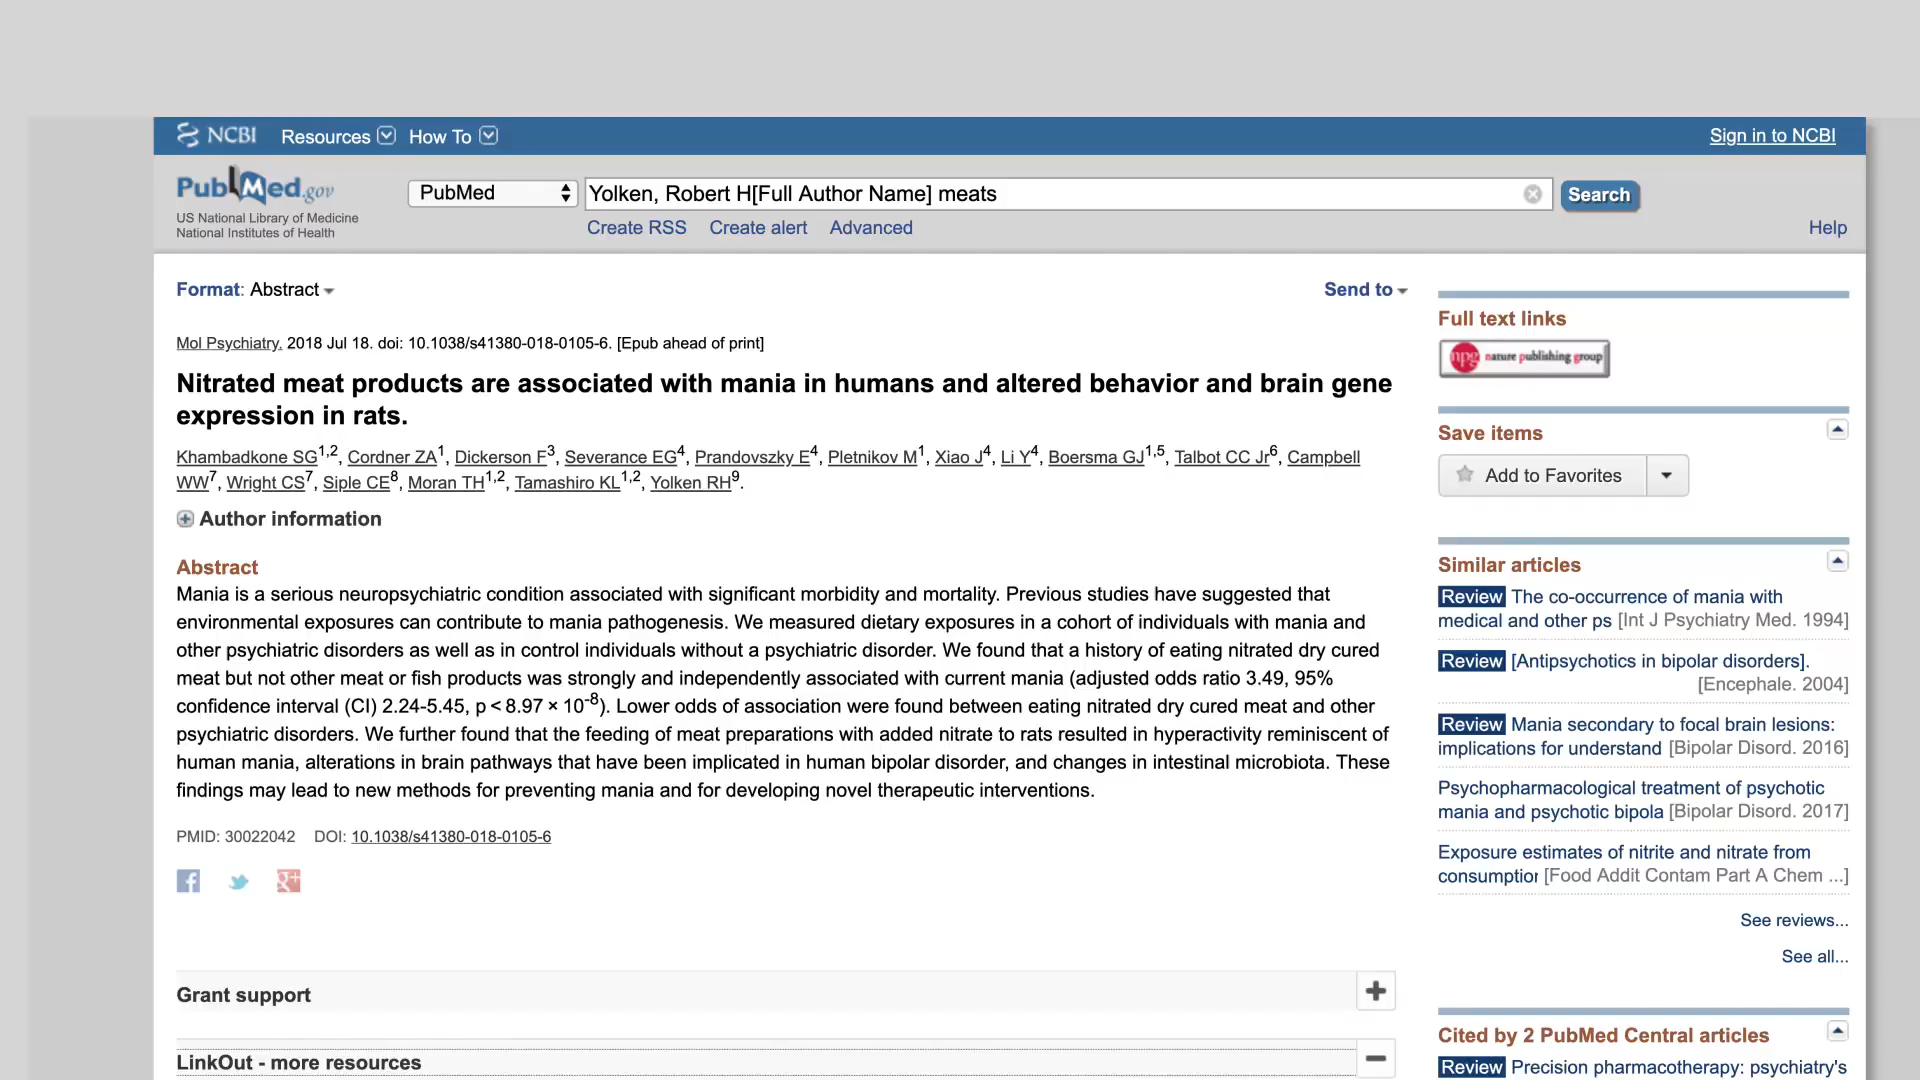 NCBI Resources How To Sign in to NCBI
PubMed.gov
US National Library of Medicine
National Institutes of Health
PubMed
Yolken, Robert H[Full Author Name] meats
Search
Create RSS Create alert Advanced
Help
Format: Abstract
Send to
Mol Psychiatry. 2018 Jul 18. doi: 10.1038/s41380-018-0105-6. [Epub ahead of print]
Nitrated meat products are associated with mania in humans and altered behavior and brain gene
expression in rats.
Khambadkone SG1,2, Cordner ZA1, Dickerson F3, Severance EG4, Prandovszky E4, Pletnikov M1, Xiao J4, Li Y4, Boersma GJ1,5, Talbot CC Jr6, Campbell
WW7, Wright CS7, Siple CE8, Moran TH1,2, Tamashiro KL1,2, Yolken RH9.
Author information
Abstract
Mania is a serious neuropsychiatric condition associated with significant morbidity and mortality. Previous studies have suggested that
environmental exposures can contribute to mania pathogenesis. We measured dietary exposures in a cohort of individuals with mania and
other psychiatric disorders as well as in control individuals without a psychiatric disorder. We found that a history of eating nitrated dry cured
meat but not other meat or fish products was strongly and independently associated with current mania (adjusted odds ratio 3.49, 95%
confidence interval (CI) 2.24-5.45, p < 8.97 × 10-8). Lower odds of association were found between eating nitrated dry cured meat and other
psychiatric disorders. We further found that the feeding of meat preparations with added nitrate to rats resulted in hyperactivity reminiscent of
human mania, alterations in brain pathways that have been implicated in human bipolar disorder, and changes in intestinal microbiota. These
findings may lead to new methods for preventing mania and for developing novel therapeutic interventions.
PMID: 30022042 DOI: 10.1038/s41380-018-0105-6
f
g+
Grant support
LinkOut - more resources
Full text links
npg nature publishing group
Save items
Add to Favorites
Similar articles
Review The co-occurrence of mania with
medical and other ps [Int J Psychiatry Med. 1994]
Review [Antipsychotics in bipolar disorders].
[Encephale. 2004]
Review Mania secondary to focal brain lesions:
implications for understand [Bipolar Disord. 2016]
Psychopharmacological treatment of psychotic
mania and psychotic bipola [Bipolar Disord. 2017]
Exposure estimates of nitrite and nitrate from
consumption [Food Addit Contam Part A Chem ...]
See reviews...
See all...
Cited by 2 PubMed Central articles
Review Precision pharmacotherapy: psychiatry's